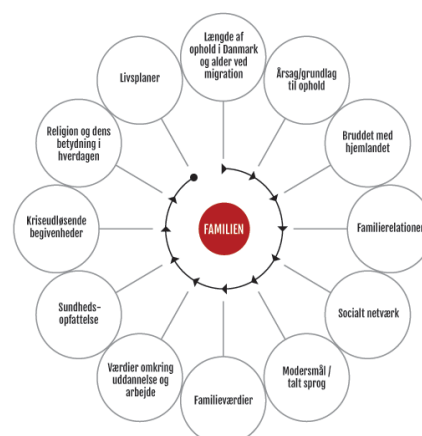 Længde af
ophold i Danmark
og alder ved
migration
Årsag/grundlag
til ophold
Bruddet med
hjemlandet
Familierelationer
Socialt netværk
Modersmål /
talt sprog
Familieværdier
Værdier omkring
uddannelse og
arbejde
Sundheds-
opfattelse
Kriseudløsende
begivenheder
Religion og dens
betydning i
hverdagen
Livsplaner
FAMILIEN